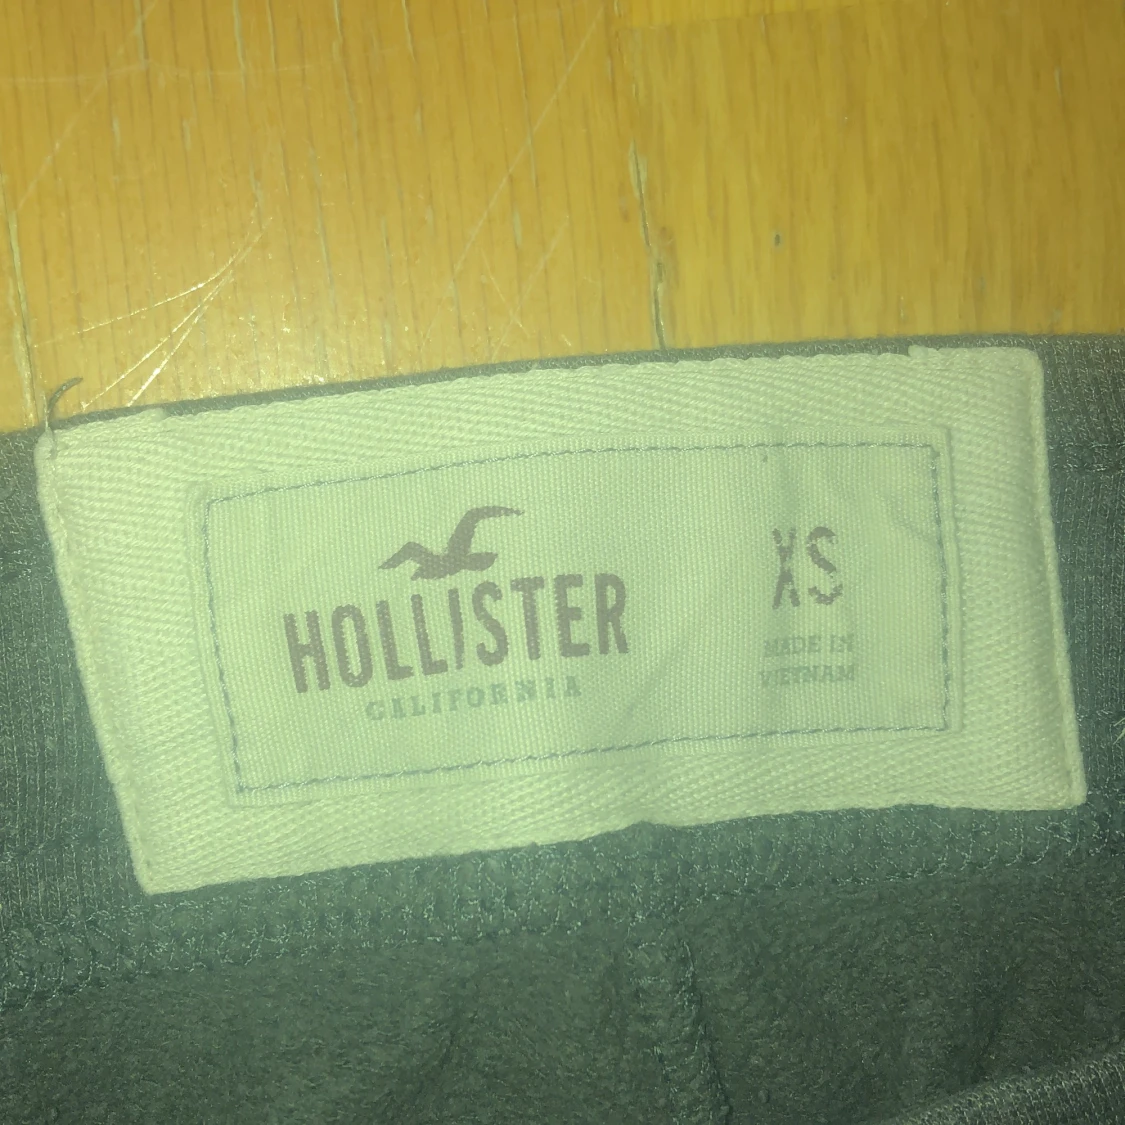 HOLLISTER
CALIFORNIA
XS
MADE IN
VIETNAM